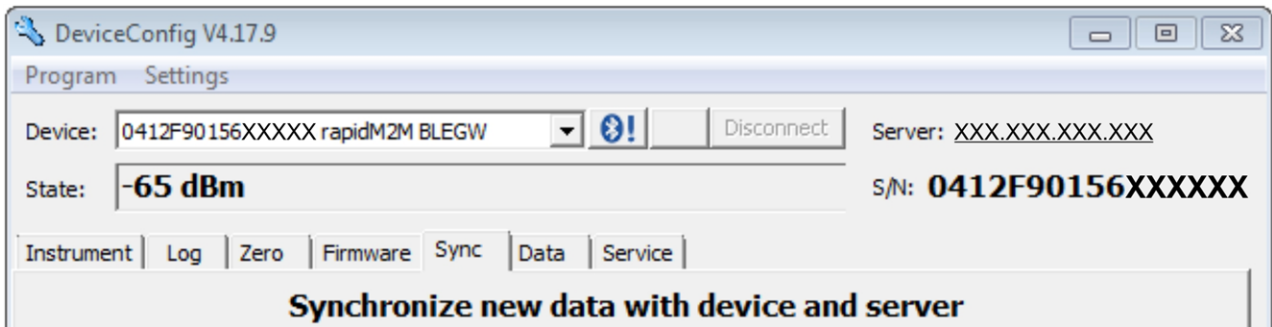 DeviceConfig V4.17.9
Program Settings
Device: 0412F90156XXXXX rapidM2M BLEGW Disconnect Server: XXX.XXX.XXX.XXX
State: -65 dBm S/N: 0412F90156XXXXXX
Instrument Log Zero Firmware Sync Data Service
Synchronize new data with device and server